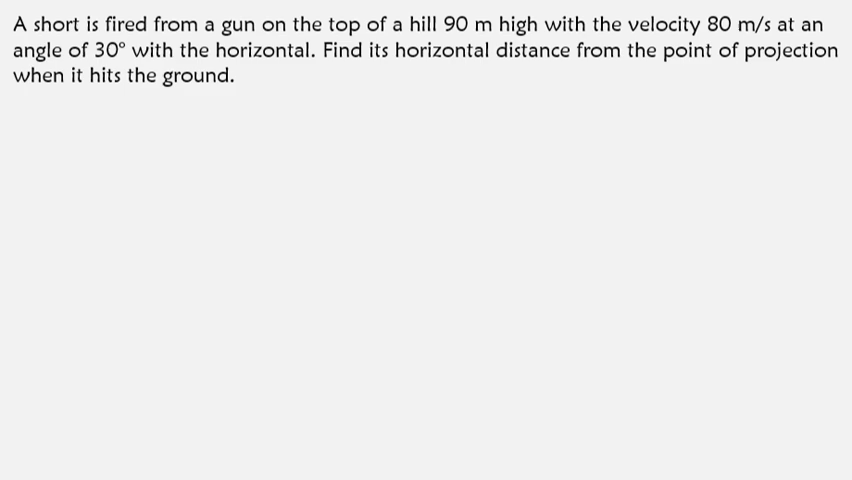 A short is fired from a gun on the top of a hill 90 m high with the velocity 80 m/s at an
angle of 30° with the horizontal. Find its horizontal distance from the point of projection
when it hits the ground.